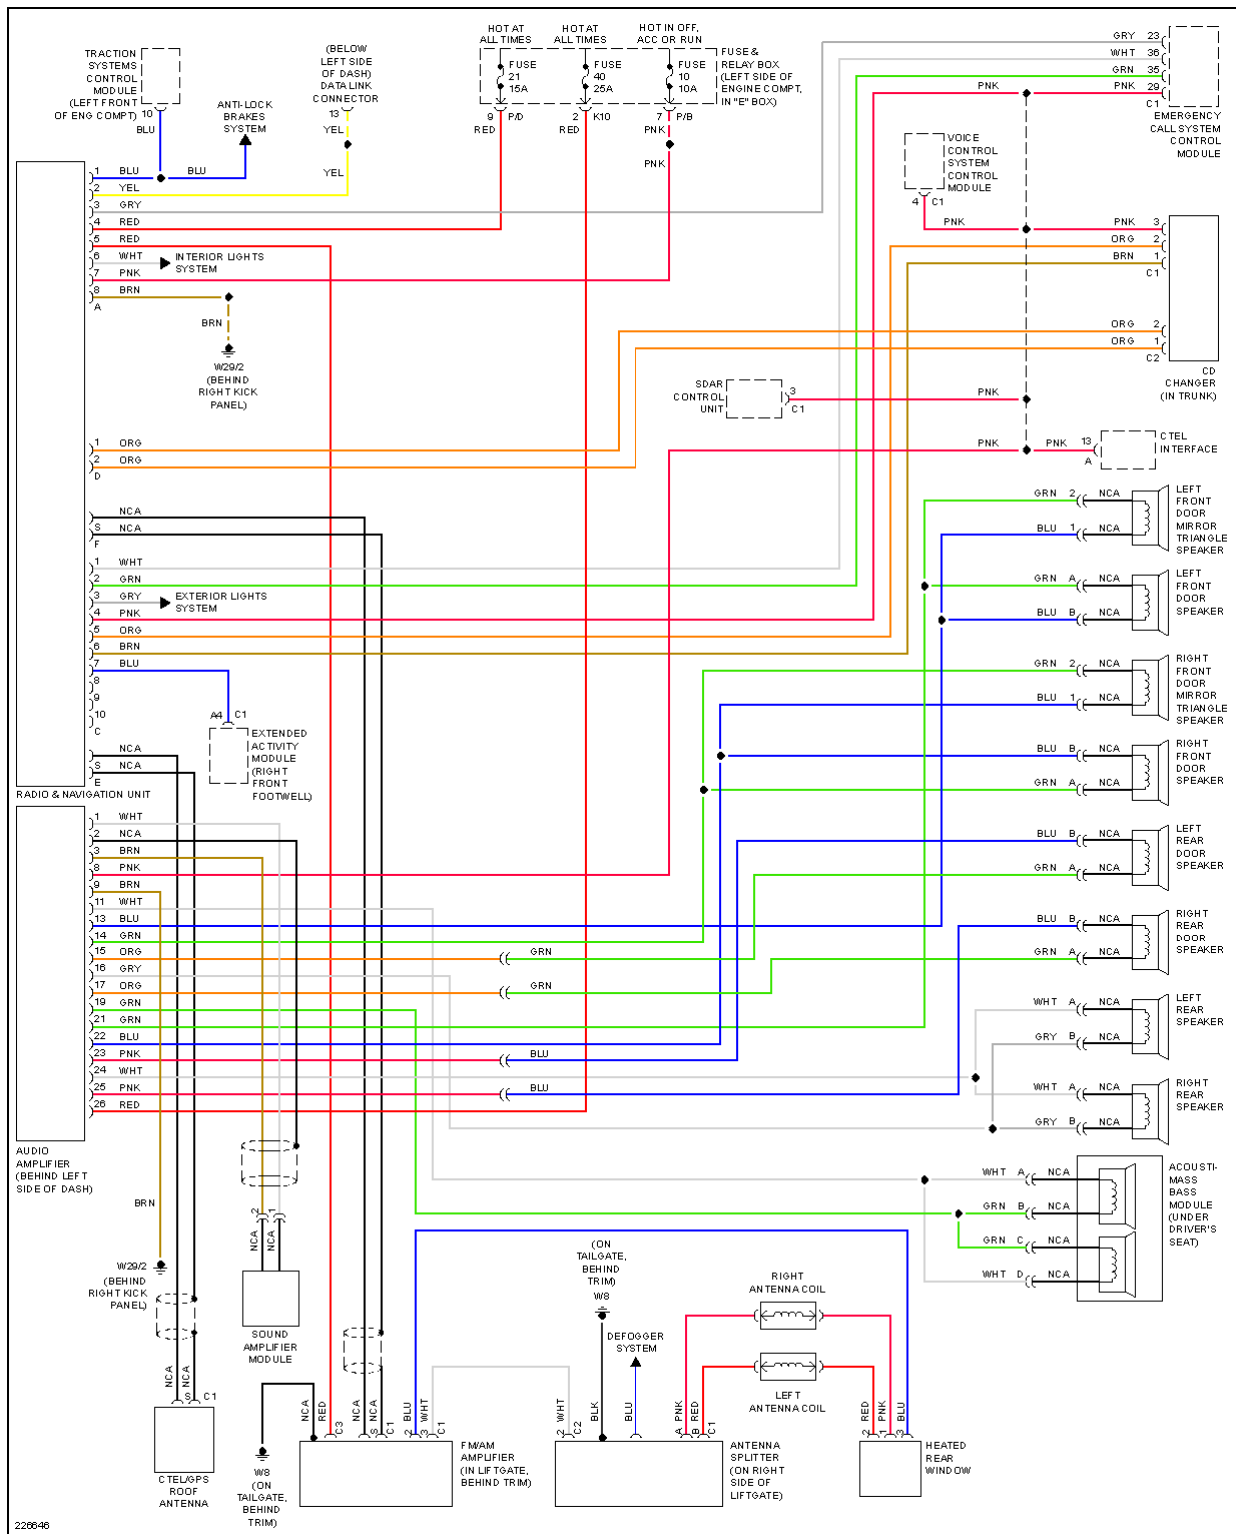 HOT AT
ALL TIMES
HOT AT
ALL TIMES
HOT IN OFF,
ACC OR RUN
FUSE
21
15A
FUSE
40
25A
FUSE
10
10A
FUSE &
RELAY BOX
(LEFT SIDE OF
ENGINE COMPT,
IN "E" BOX)
9 P/D
2 K10
7 P/B
RED
RED
PNK
PNK
TRACTION
SYSTEMS
CONTROL
MODULE
(LEFT FRONT
OF ENG COMPT)
10
BLU
ANTI-LOCK
BRAKES
SYSTEM
(BELOW
LEFT SIDE
OF DASH)
DATA LINK
CONNECTOR
13
YEL
YEL
GRY 23
WHT 36
GRN 35
PNK PNK 29
C1
EMERGENCY
CALL SYSTEM
CONTROL
MODULE
VOICE
CONTROL
SYSTEM
CONTROL
MODULE
4 C1
PNK PNK 3
ORG 2
BRN 1
C1
ORG 2
ORG 1
C2
CD
CHANGER
(IN TRUNK)
SDAR
CONTROL
UNIT
3
C1
PNK
PNK PNK 13
A
CTEL
INTERFACE
1 BLU BLU
2 YEL
3 GRY
4 RED
5 RED
6 WHT
INTERIOR LIGHTS
SYSTEM
7 PNK
8 BRN
A
BRN
W29/2
(BEHIND
RIGHT KICK
PANEL)
1 ORG
2 ORG
D
NCA
S NCA
F
1 WHT
2 GRN
3 GRY
EXTERIOR LIGHTS
SYSTEM
4 PNK
5 ORG
6 BRN
7 BLU
8
9
10
C
A4 C1
EXTENDED
ACTIVITY
MODULE
(RIGHT
FRONT
FOOTWELL)
NCA
S NCA
E
RADIO & NAVIGATION UNIT
GRN 2 NCA
BLU 1 NCA
LEFT
FRONT
DOOR
MIRROR
TRIANGLE
SPEAKER
GRN A NCA
BLU B NCA
LEFT
FRONT
DOOR
SPEAKER
GRN 2 NCA
BLU 1 NCA
RIGHT
FRONT
DOOR
MIRROR
TRIANGLE
SPEAKER
BLU B NCA
GRN A NCA
RIGHT
FRONT
DOOR
SPEAKER
BLU B NCA
GRN A NCA
LEFT
REAR
DOOR
SPEAKER
BLU B NCA
GRN A NCA
RIGHT
REAR
DOOR
SPEAKER
WHT A NCA
GRY B NCA
LEFT
REAR
SPEAKER
WHT A NCA
GRY B NCA
RIGHT
REAR
SPEAKER
WHT A NCA
GRN B NCA
GRN C NCA
WHT D NCA
ACOUSTI-
MASS
BASS
MODULE
(UNDER
DRIVER'S
SEAT)
1 WHT
2 NCA
3 BRN
8 PNK
9 BRN
11 WHT
13 BLU
14 GRN
15 ORG GRN
16 GRY
17 ORG GRN
19 GRN
21 GRN
22 BLU
23 PNK BLU
24 WHT
25 PNK BLU
26 RED
AUDIO
AMPLIFIER
(BEHIND LEFT
SIDE OF DASH)
BRN
W29/2
(BEHIND
RIGHT KICK
PANEL)
2 1
NCA NCA
SOUND
AMPLIFIER
MODULE
NCA NCA S C1
CTEL/GPS
ROOF
ANTENNA
W8
(ON
TAILGATE,
BEHIND
TRIM)
NCA RED C3 NCA S NCA C1 2 BLU 3 WHT C1
FM/AM
AMPLIFIER
(IN LIFTGATE,
BEHIND TRIM)
(ON
TAILGATE,
BEHIND
TRIM)
W8
DEFOGGER
SYSTEM
2 WHT C2 BLK BLU A PNK B RED C1
ANTENNA
SPLITTER
(ON RIGHT
SIDE OF
LIFTGATE)
RIGHT
ANTENNA COIL
LEFT
ANTENNA COIL
2 RED 1 PNK 3 BLU
HEATED
REAR
WINDOW
226646